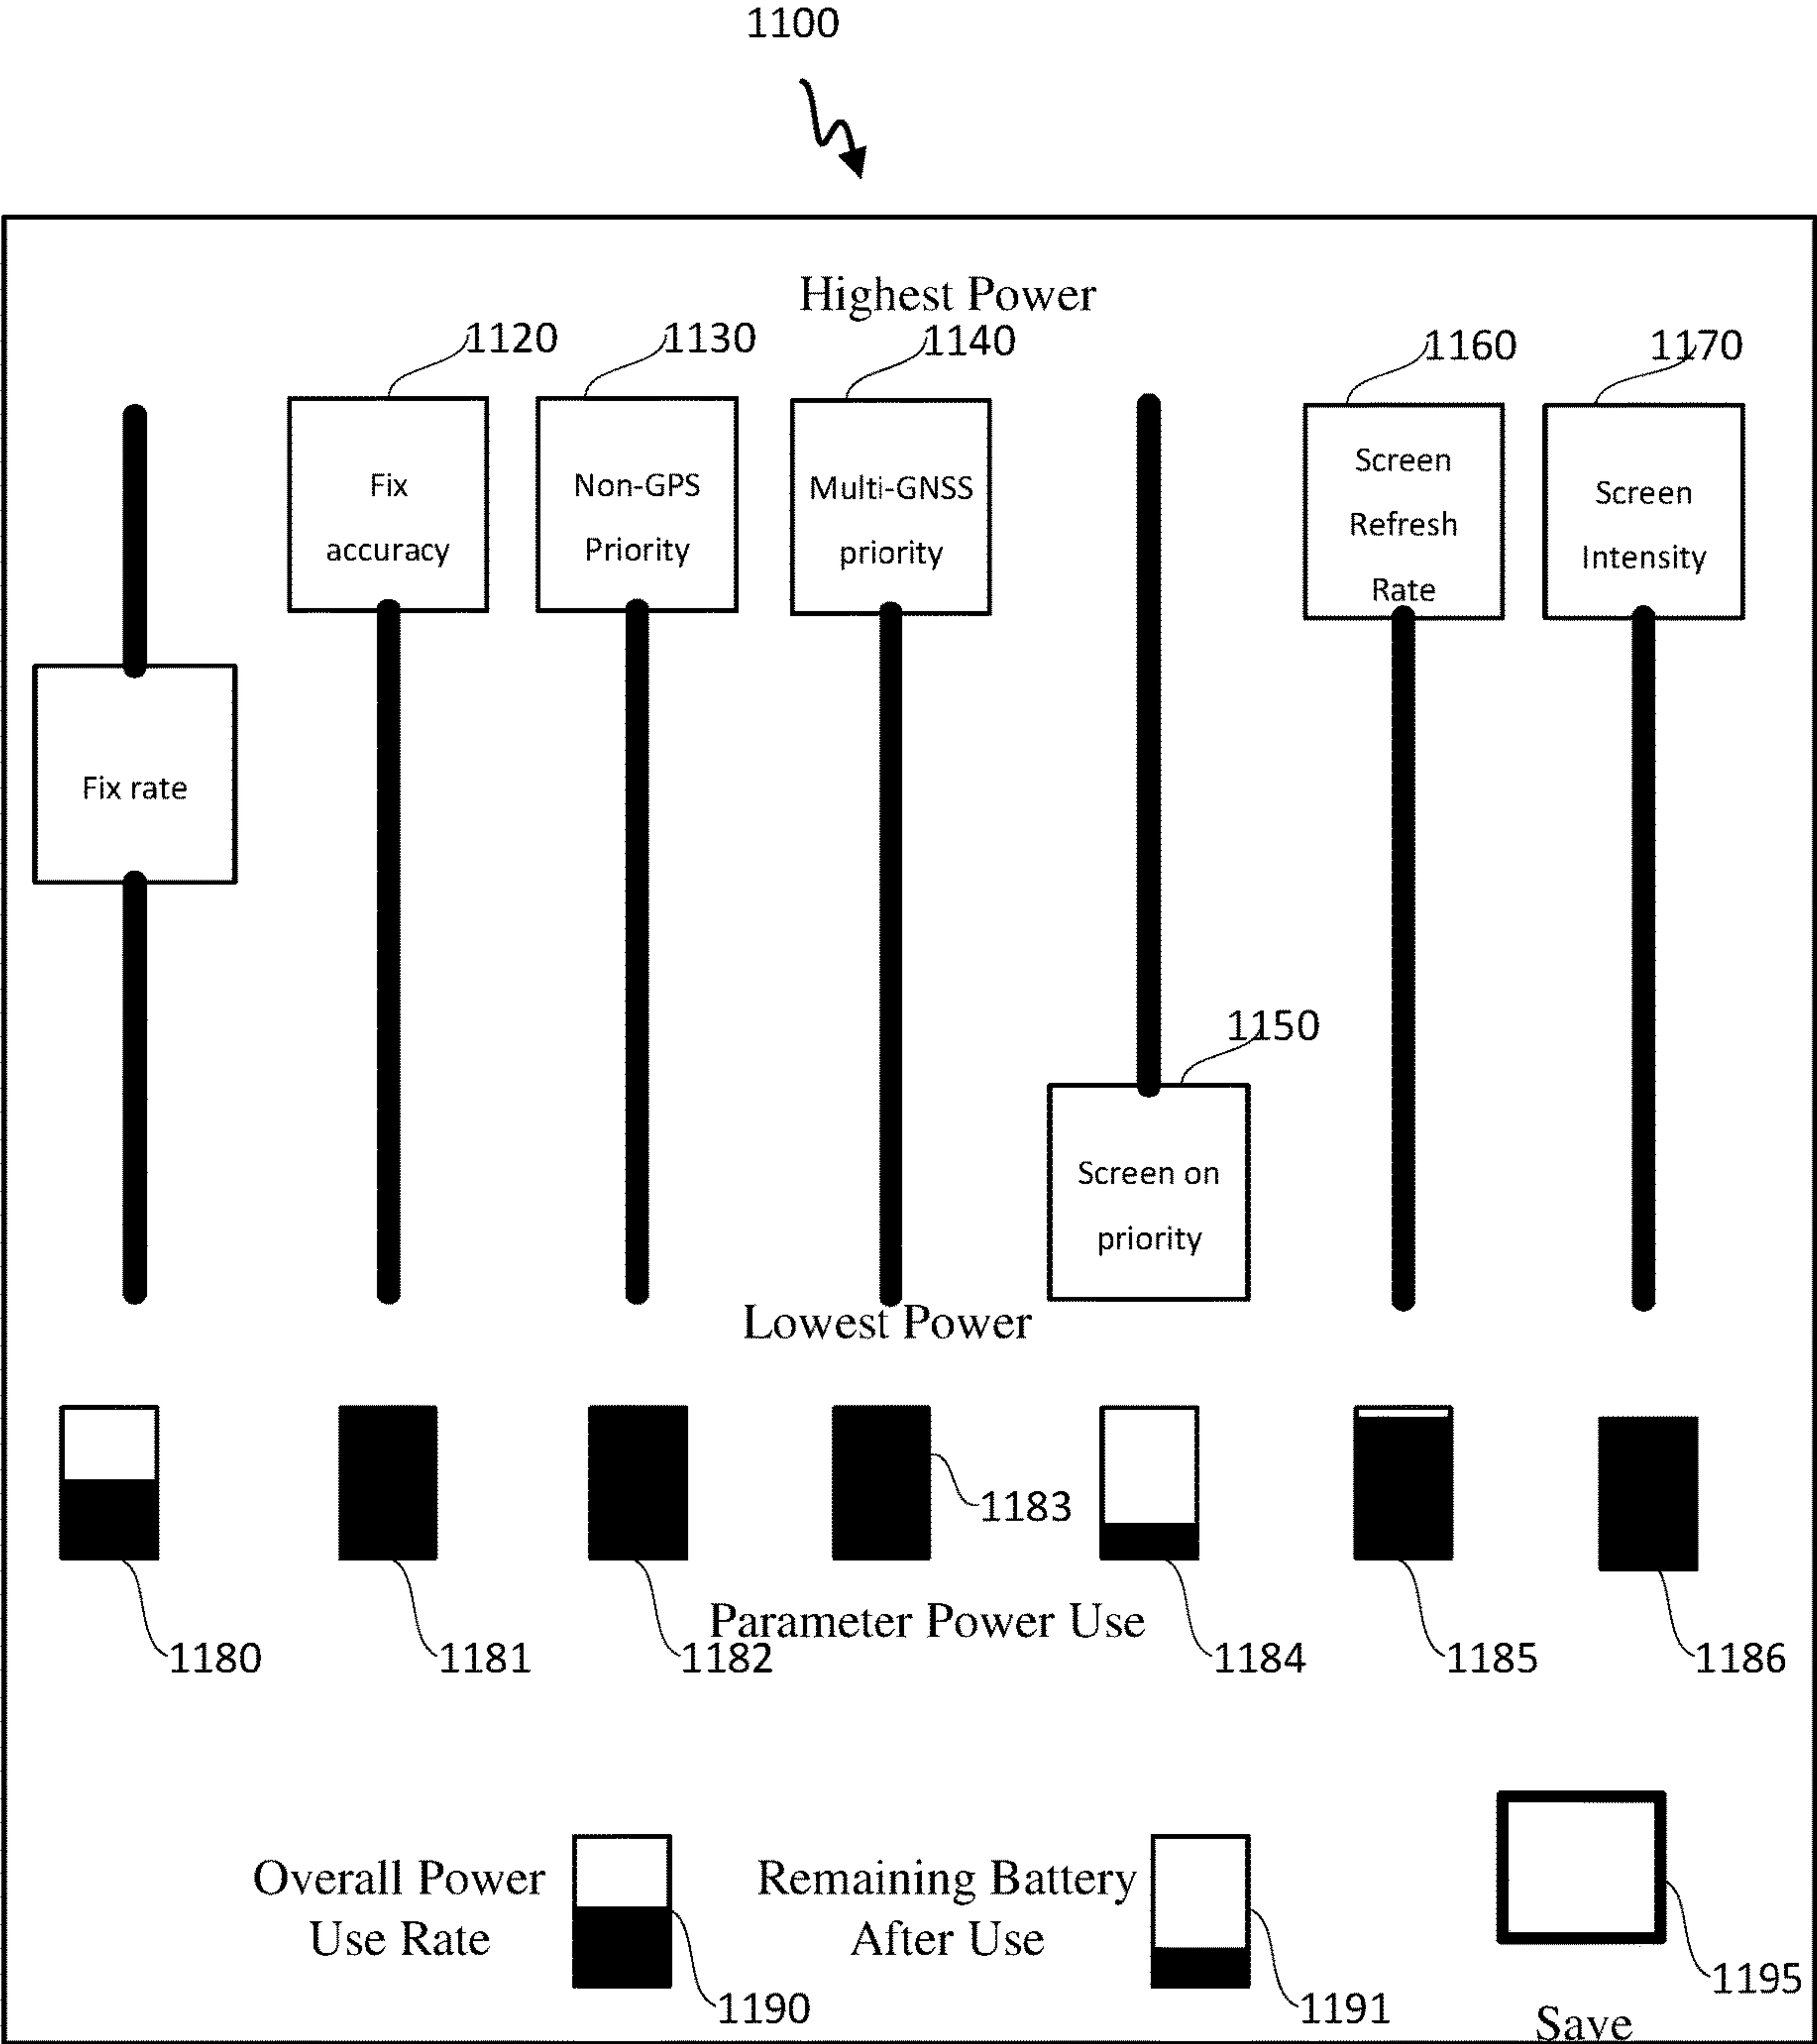 1100
Highest Power
1120
1130
1140
1160
1170
Fix
accuracy
Non-GPS
Priority
Multi-GNSS
priority
Screen
Refresh
Rate
Screen
Intensity
Fix rate
1150
Screen on
priority
Lowest Power
1183
Parameter Power Use
1180
1181
1182
1184
1185
1186
Overall Power
Use Rate
1190
Remaining Battery
After Use
1191
1195
Save